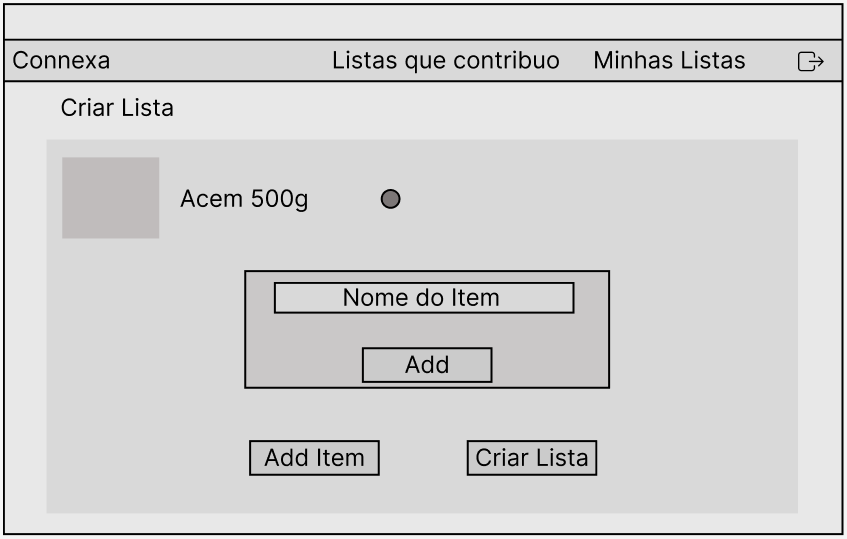 Connexa
Listas que contribuo
Minhas Listas
Criar Lista
Acem 500g
Nome do Item
Add
Add Item
Criar Lista